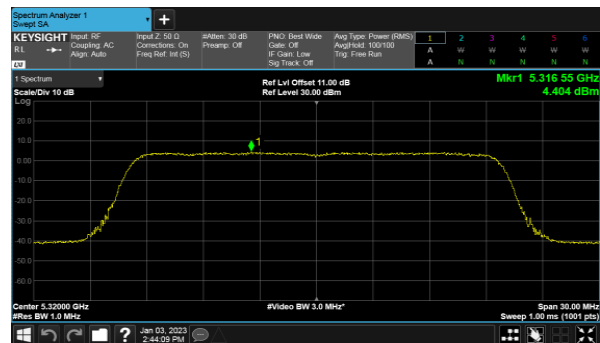 Spectrum Analyzer 1
Swept SA
+
KEYSIGHT Input: RF Input Z: 50 Ω #Atten: 30 dB PNO: Best Wide Avg Type: Power (RMS) 1 2 3 4 5 6
RL Coupling: AC Corrections: On Preamp: Off Gate: Off Avg|Hold: 100/100 A W W W W W
Align: Auto Freq Ref: Int (S) IF Gain: Low Trig: Free Run
LXI Sig Track: Off A N N N N N
1 Spectrum Ref Lvl Offset 11.00 dB Mkr1 5.316 55 GHz
Scale/Div 10 dB Ref Level 30.00 dBm 4.404 dBm
Log
20.0
10.0
0.00
-10.0
-20.0
-30.0
-40.0
-50.0
-60.0
1
Center 5.32000 GHz #Video BW 3.0 MHz* Span 30.00 MHz
#Res BW 1.0 MHz Sweep 1.00 ms (1001 pts)
? Jan 03, 2023
2:44:09 PM